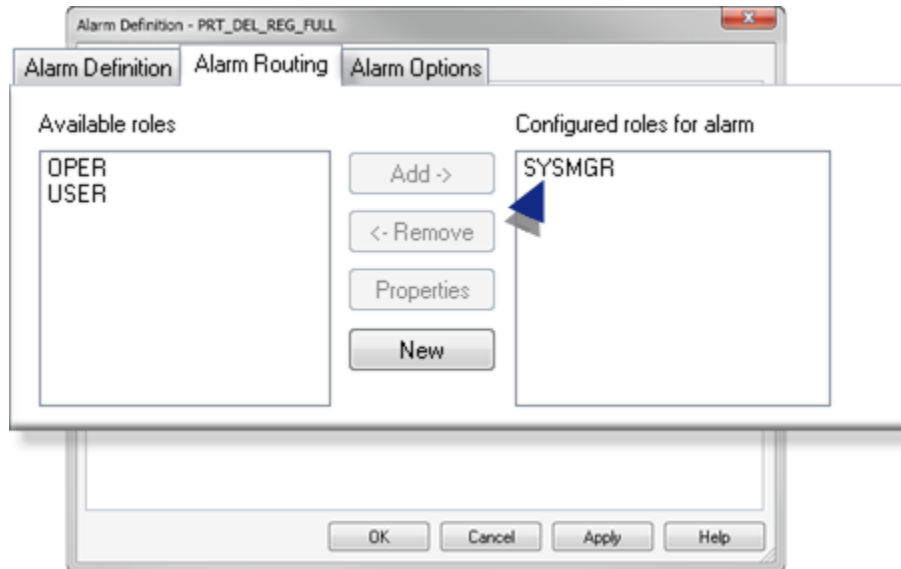 Alarm Definition - PRT_DEL_REG_FULL
Alarm Definition Alarm Routing Alarm Options
Available roles
Configured roles for alarm
OPER
USER
Add ->
<- Remove
Properties
New
SYSMGR
OK Cancel Apply Help